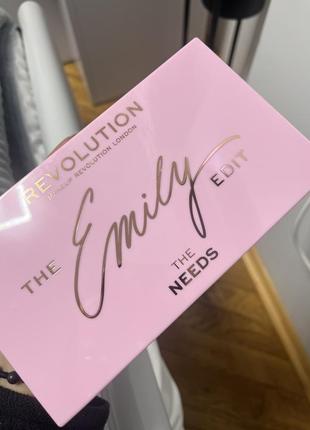 REVOLUTION
MAKEUP REVOLUTION LONDON
THE Emily EDIT
THE
NEEDS